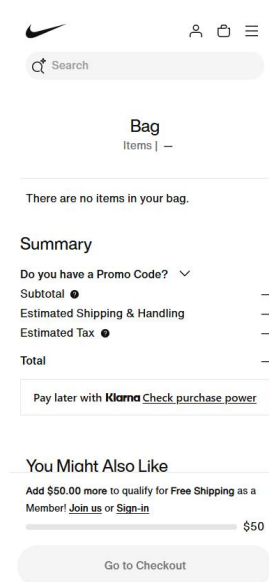 Search
Bag
Items | —
There are no items in your bag.
Summary
Do you have a Promo Code?
Subtotal ?
—
Estimated Shipping & Handling
—
Estimated Tax ?
—
Total
—
Pay later with Klarna Check purchase power
You Might Also Like
Add $50.00 more to qualify for Free Shipping as a
Member! Join us or Sign-in
$50
Go to Checkout